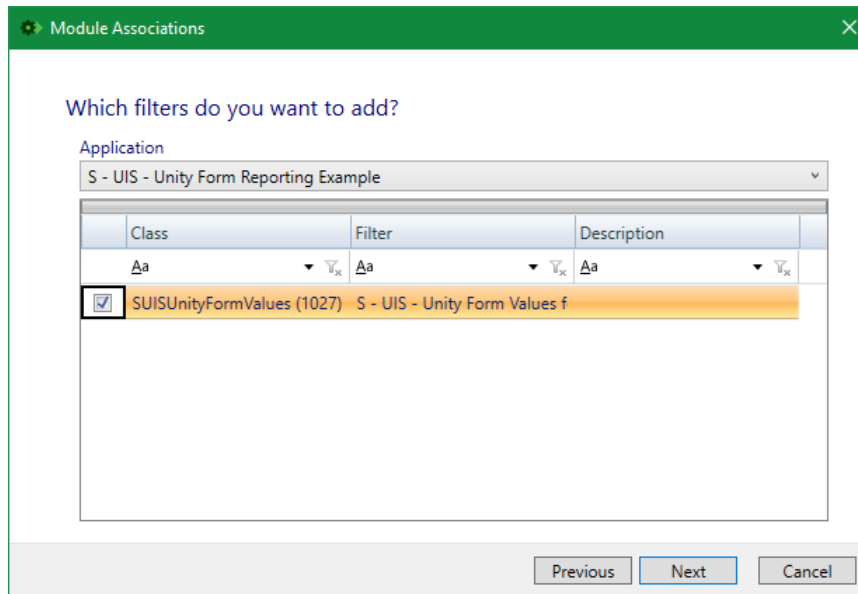 Module Associations
Which filters do you want to add?
Application
S - UIS - Unity Form Reporting Example
Class Filter Description
Aa Aa Aa
SUISUnityFormValues (1027) S - UIS - Unity Form Values f
Previous Next Cancel